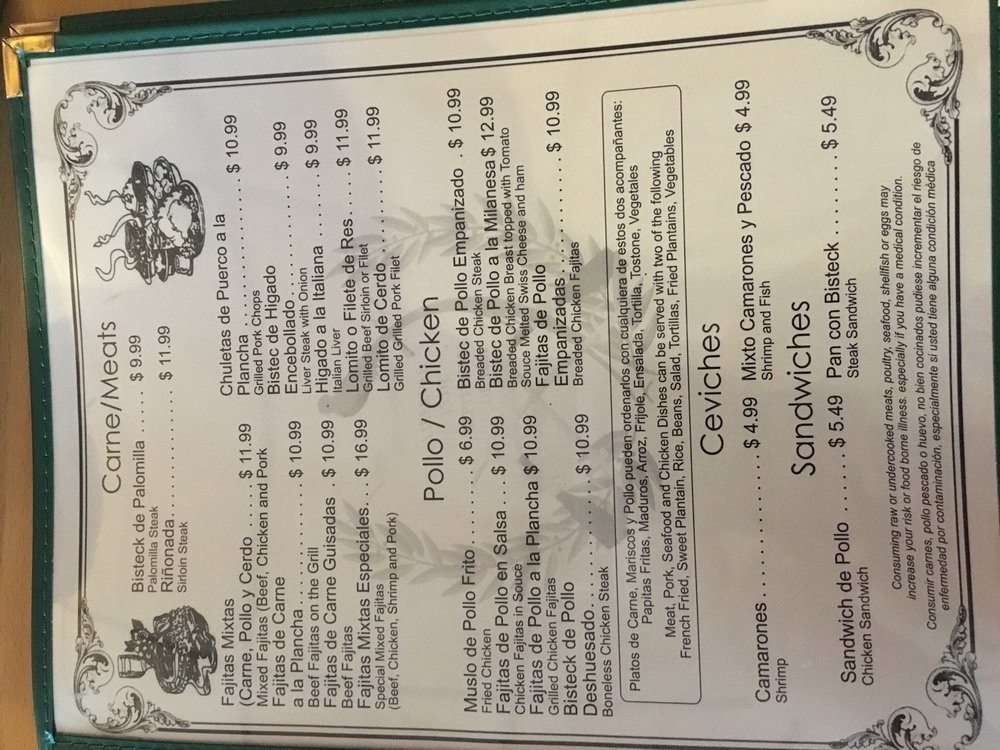 Carne/Meats
Bisteck de Palomilla . . . $ 9.99
Palomilla Steak
Riñonada. . . . . . . . . . . . . . $ 11.99
Sirloin Steak
Fajitas Mixtas
(Carne, Pollo y Cerdo. . . . $ 11.99
Mixed Fajitas (Beef, Chicken and Pork
Fajitas de Carne
a la Plancha . . . . . . . . . . . $ 10.99
Beef Fajitas on the Grill
Fajitas de Carne Guisadas . $ 10.99
Beef Fajitas
Fajitas Mixtas Especiales. . $ 16.99
Special Mixed Fajitas
(Beef, Chicken, Shrimp and Pork)
Chuletas de Puerco a la
Plancha . . . . . . . . . . . . . . . $ 10.99
Grilled Pork Chops
Bistec de Higado
Encebollado. . . . . . . . . . . . $ 9.99
Liver Steak with Onion
Higado a la Italiana . . . . . . $ 9.99
Italian Liver
Lomito o Filete de Res. . . . $ 11.99
Grilled Beef Sirloin or Filet
Lomito de Cerdo. . . . . . . . . $ 11.99
Grilled Grilled Pork Filet
Pollo / Chicken
Muslo de Pollo Frito . . . . . . . $ 6.99
Fried Chicken
Fajitas de Pollo en Salsa . . . $ 10.99
Chicken Fajitas in Souce
Fajitas de Pollo a la Plancha $ 10.99
Grilled Chicken Fajitas
Bisteck de Pollo
Deshuesado. . . . . . . . . . . . $ 10.99
Boneless Chicken Steak
Bistec de Pollo Empanizado . $ 10.99
Breaded Chicken Steak
Bistec de Pollo a la Milanesa $ 12.99
Breaded Chicken Breast topped with Tomato
Souce Melted Swiss Cheese and ham
Fajitas de Pollo
Empanizadas. . . . . . . . . . . $ 10.99
Breaded Chicken Fajitas
Platos de Carne, Mariscos y Pollo pueden ordenarlos con cualquiera de estos dos acompañantes:
Papitas Fritas, Maduros, Arroz, Frijole, Ensalada, Tortilla, Tostone, Vegetales
Meat, Pork, Seafood and Chicken Dishes can be served with two of the following
French Fried, Sweet Plantain, Rice, Beans, Salad, Tortillas, Fried Plantains, Vegetables
Ceviches
Camarones . . . . . . . . . . . . $ 4.99
Shrimp
Mixto Camarones y Pescado $ 4.99
Shrimp and Fish
Sandwiches
Sandwich de Pollo . . . . . . $ 5.49
Chicken Sandwich
Pan con Bisteck . . . . . . . . $ 5.49
Steak Sandwich
Consuming raw or undercooked meats, poultry, seafood, shellfish or eggs may
increase your risk or food borne illness. especially if you have a medical condition.
Consumir carnes, pollo pescado o huevo, no bien coccinados pudiese incrementar el riesgo de
enfermedad por contaminación, especialmente si usted tiene alguna condición médica